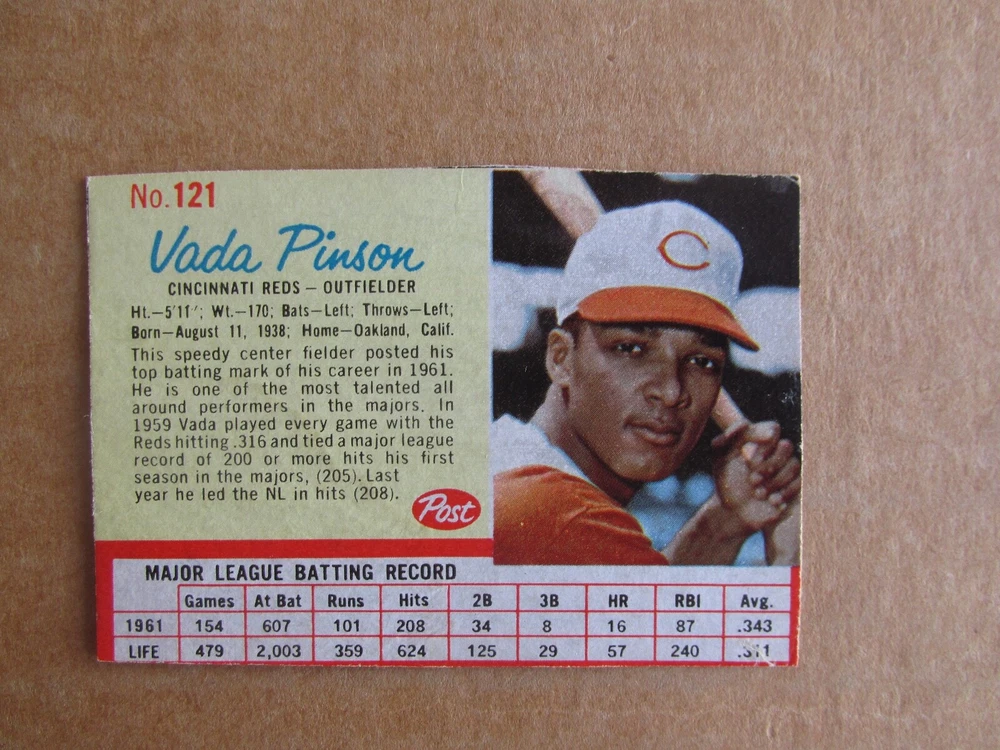 No. 121
Vada Pinson
CINCINNATI REDS — OUTFIELDER
Ht.—5'11"; Wt.—170; Bats—Left; Throws—Left;
Born—August 11, 1938; Home—Oakland, Calif.
This speedy center fielder posted his
top batting mark of his career in 1961.
He is one of the most talented all
around performers in the majors. In
1959 Vada played every game with the
Reds hitting .316 and tied a major league
record of 200 or more hits his first
season in the majors, (205). Last
year he led the NL in hits (208).
Post
C
MAJOR LEAGUE BATTING RECORD
Games At Bat Runs Hits 2B 3B HR RBI Avg.
1961 154 607 101 208 34 8 16 87 .343
LIFE 479 2,003 359 624 125 29 57 240 .311